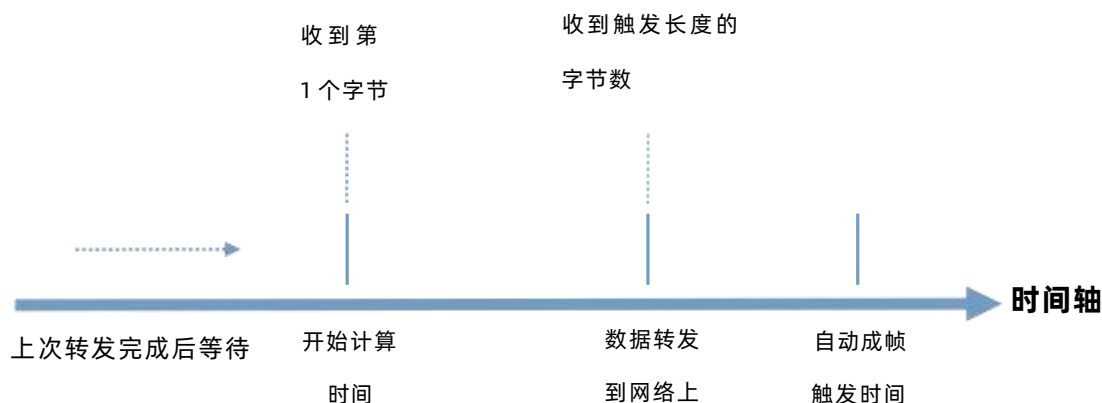 收到第
1个字节
收到触发长度的
字节数
时间轴
上次转发完成后等待
开始计算
时间
数据转发
到网络上
自动成帧
触发时间